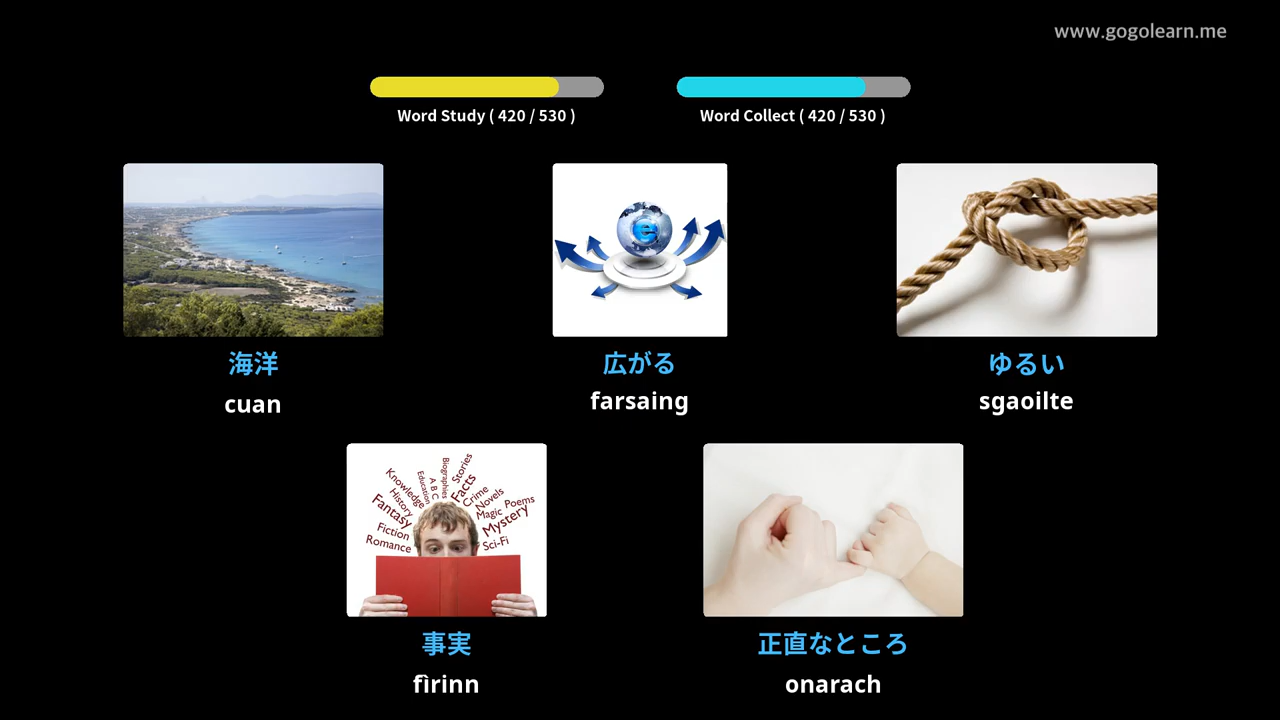 www.gogolearn.me
Word Study ( 420 / 530 )
Word Collect ( 420 / 530 )
e
海洋
広がる
ゆるい
cuan
farsaing
sgaoilte
Knowledge
History
Fantasy
Fiction
Romance
Education
A B C
Biographies
Stories
Facts
Crime
Novels
Magic
Poems
Mystery
Sci-Fi
事実
正直なところ
fìrinn
onarach